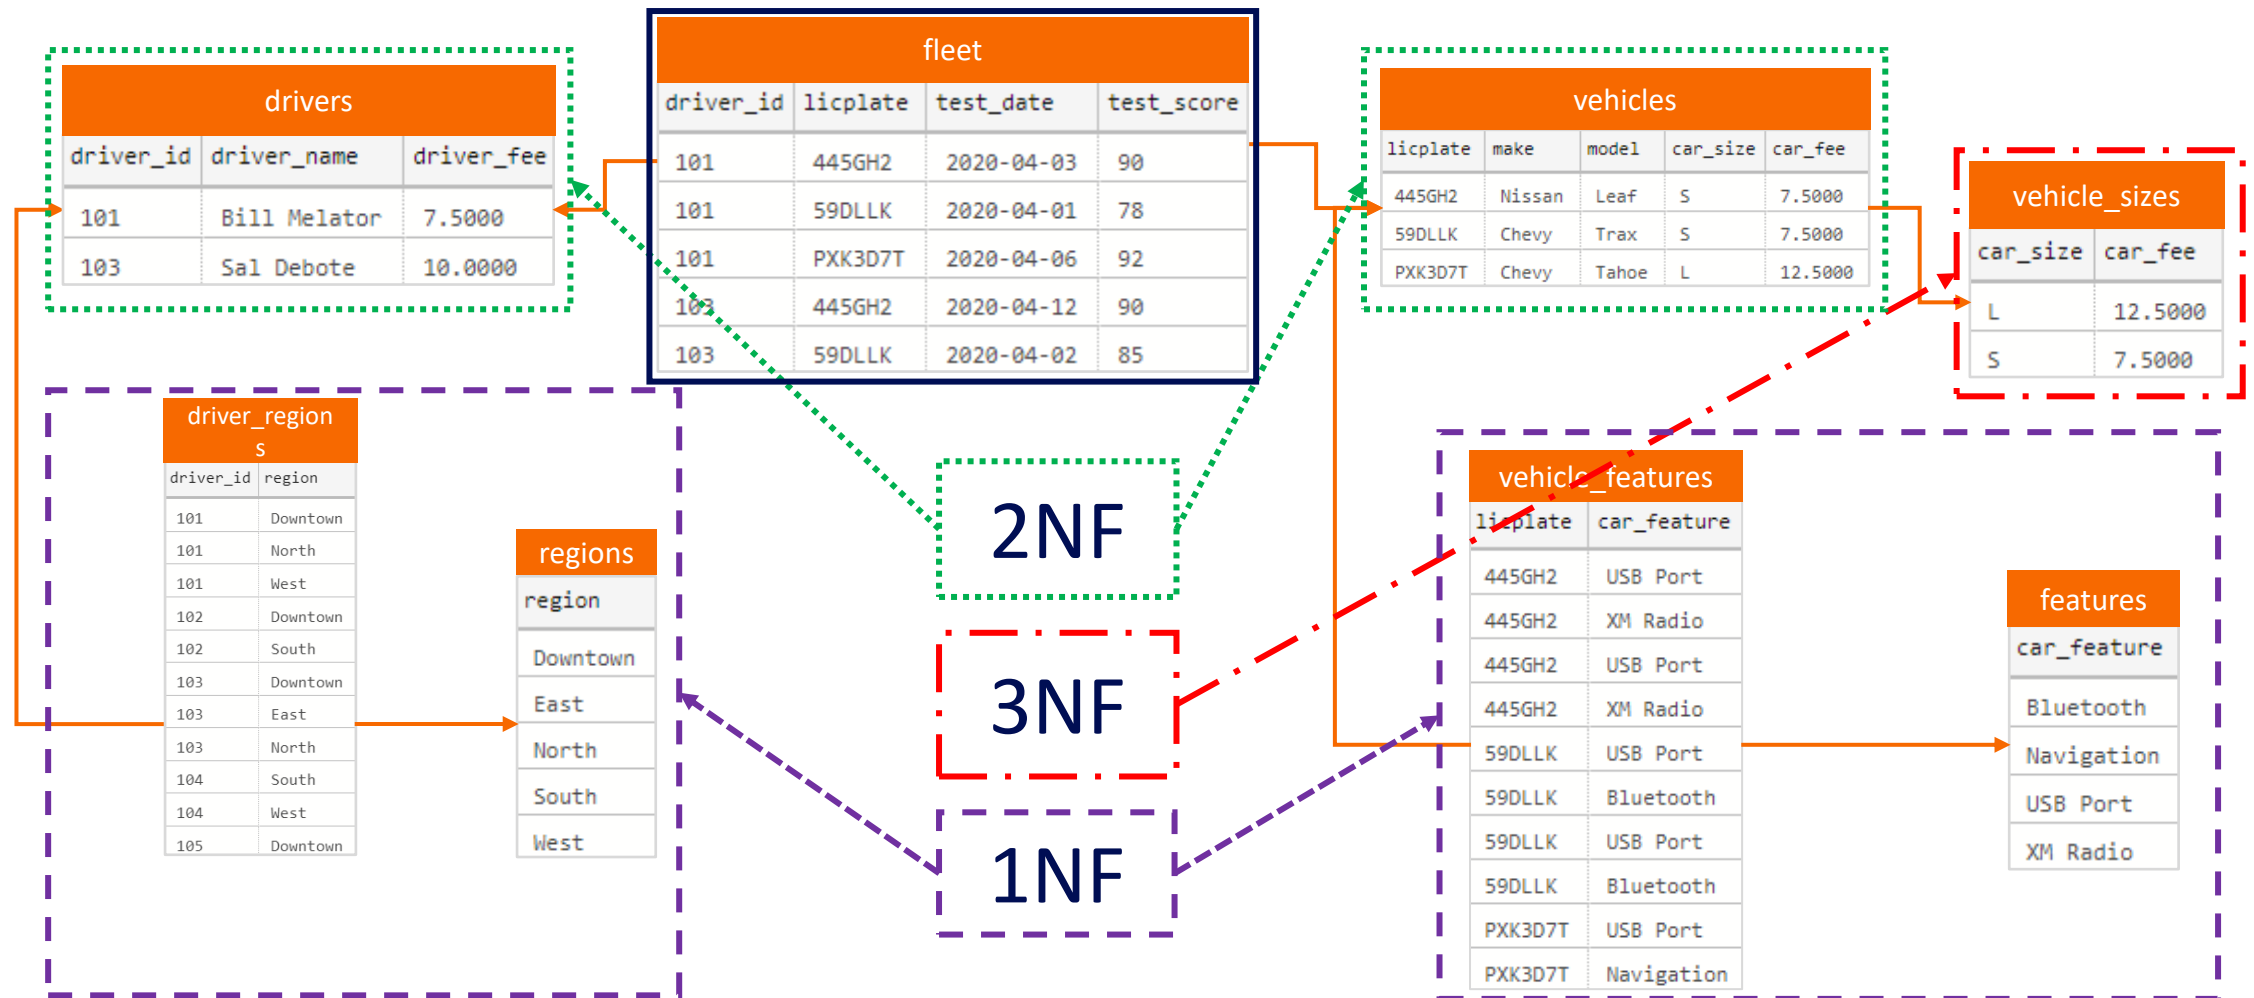 fleet
driver_id licplate test_date test_score
101 445GH2 2020-04-03 90
101 59DLLK 2020-04-01 78
101 PXK3D7T 2020-04-06 92
103 445GH2 2020-04-12 90
103 59DLLK 2020-04-02 85
drivers
driver_id driver_name driver_fee
101 Bill Melator 7.5000
103 Sal Debote 10.0000
vehicles
licplate make model car_size car_fee
445GH2 Nissan Leaf S 7.5000
59DLLK Chevy Trax S 7.5000
PXK3D7T Chevy Tahoe L 12.5000
vehicle_sizes
car_size car_fee
L 12.5000
S 7.5000
driver_region
s
driver_id region
101 Downtown
101 North
101 West
102 Downtown
102 South
103 Downtown
103 East
103 North
104 South
104 West
105 Downtown
regions
region
Downtown
East
North
South
West
2NF
3NF
1NF
vehicle_features
licplate car_feature
445GH2 USB Port
445GH2 XM Radio
445GH2 USB Port
445GH2 XM Radio
59DLLK USB Port
59DLLK Bluetooth
59DLLK USB Port
59DLLK Bluetooth
PXK3D7T USB Port
PXK3D7T Navigation
features
car_feature
Bluetooth
Navigation
USB Port
XM Radio